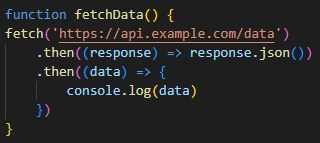 function fetchData() {
fetch('https://api.example.com/data')
    .then((response) => response.json())
    .then((data) => {
        console.log(data)
    })
}